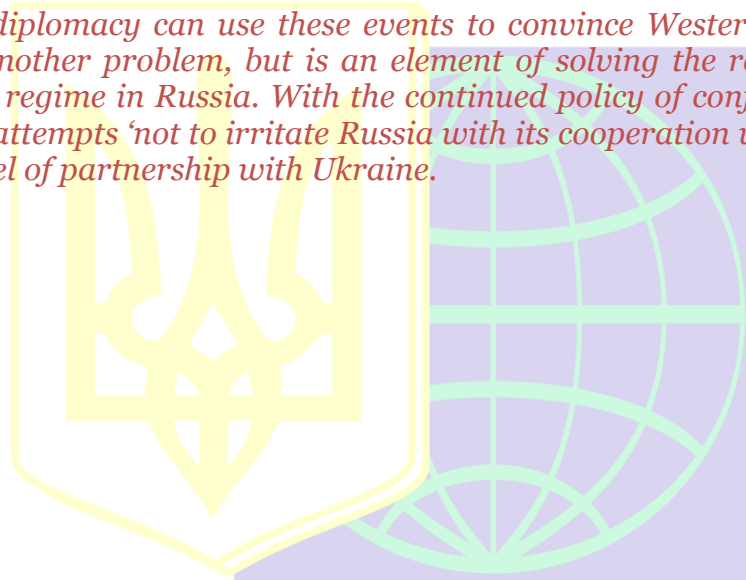 diplomacy can use these events to convince Wester
nother problem, but is an element of solving the r
regime in Russia. With the continued policy of con
attempts ‘not to irritate Russia with its cooperation
el of partnership with Ukraine.